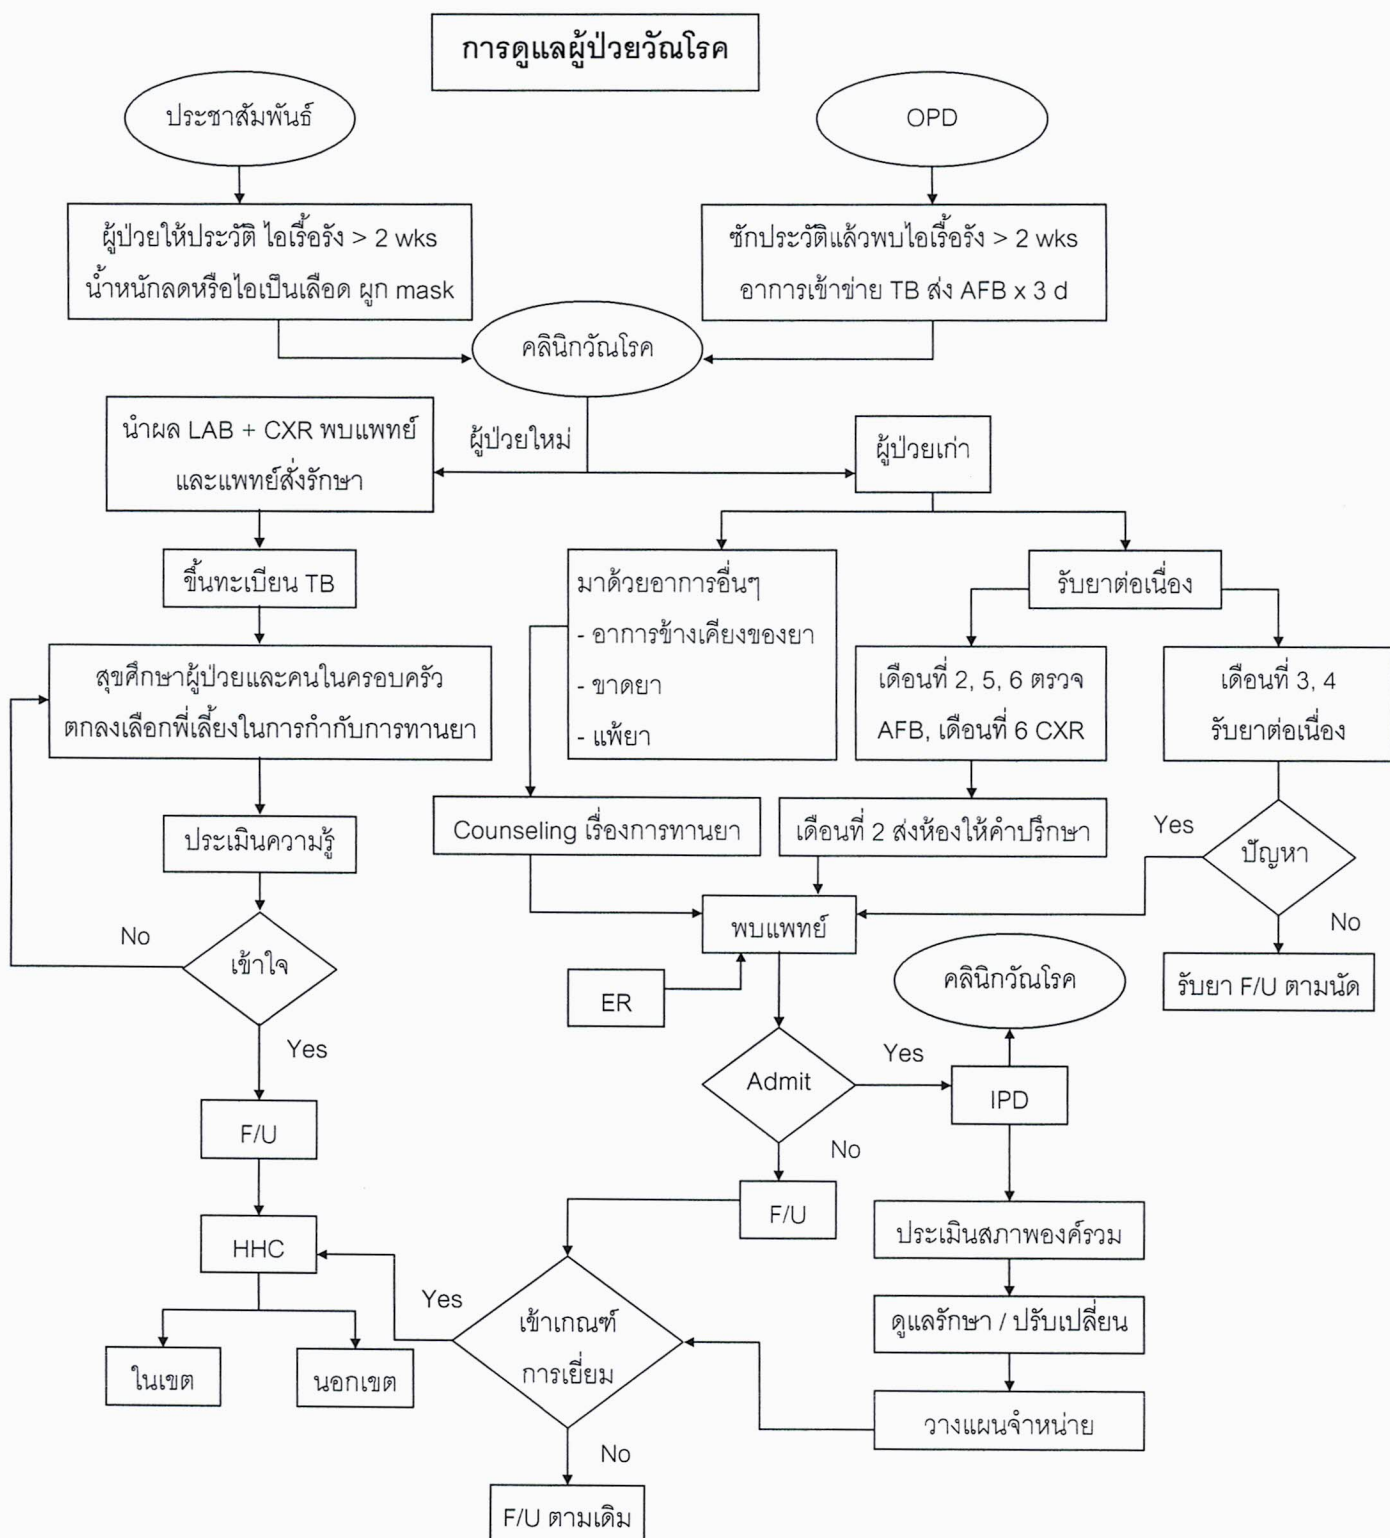 การดูแลผู้ป่วยวัณโรค
ประชาสัมพันธ์
OPD
ผู้ป่วยให้ประวัติ ไอเรื้อรัง > 2 wks
น้ำหนักลดหรือไอเป็นเลือด ผูก mask
ซักประวัติแล้วพบไอเรื้อรัง > 2 wks
อาการเข้าข่าย TB ส่ง AFB x 3 d
คลินิกวัณโรค
นำผล LAB + CXR พบแพทย์
และแพทย์สั่งรักษา
ผู้ป่วยใหม่
ผู้ป่วยเก่า
ขึ้นทะเบียน TB
มาด้วยอาการอื่นๆ
- อาการข้างเคียงของยา
- ขาดยา
- แพ้ยา
รับยาต่อเนื่อง
สุขศึกษาผู้ป่วยและคนในครอบครัว
ตกลงเลือกพี่เลี้ยงในการกำกับการทานยา
เดือนที่ 2, 5, 6 ตรวจ
AFB, เดือนที่ 6 CXR
เดือนที่ 3, 4
รับยาต่อเนื่อง
ประเมินความรู้
Counseling เรื่องการทานยา
เดือนที่ 2 ส่งห้องให้คำปรึกษา
Yes
ปัญหา
No
เข้าใจ
No
Yes
พบแพทย์
ER
คลินิกวัณโรค
รับยา F/U ตามนัด
Admit
Yes
IPD
No
F/U
F/U
ประเมินสภาพองค์รวม
HHC
Yes
เข้าเกณฑ์
การเยี่ยม
ดูแลรักษา / ปรับเปลี่ยน
ในเขต
นอกเขต
วางแผนจำหน่าย
No
F/U ตามเดิม